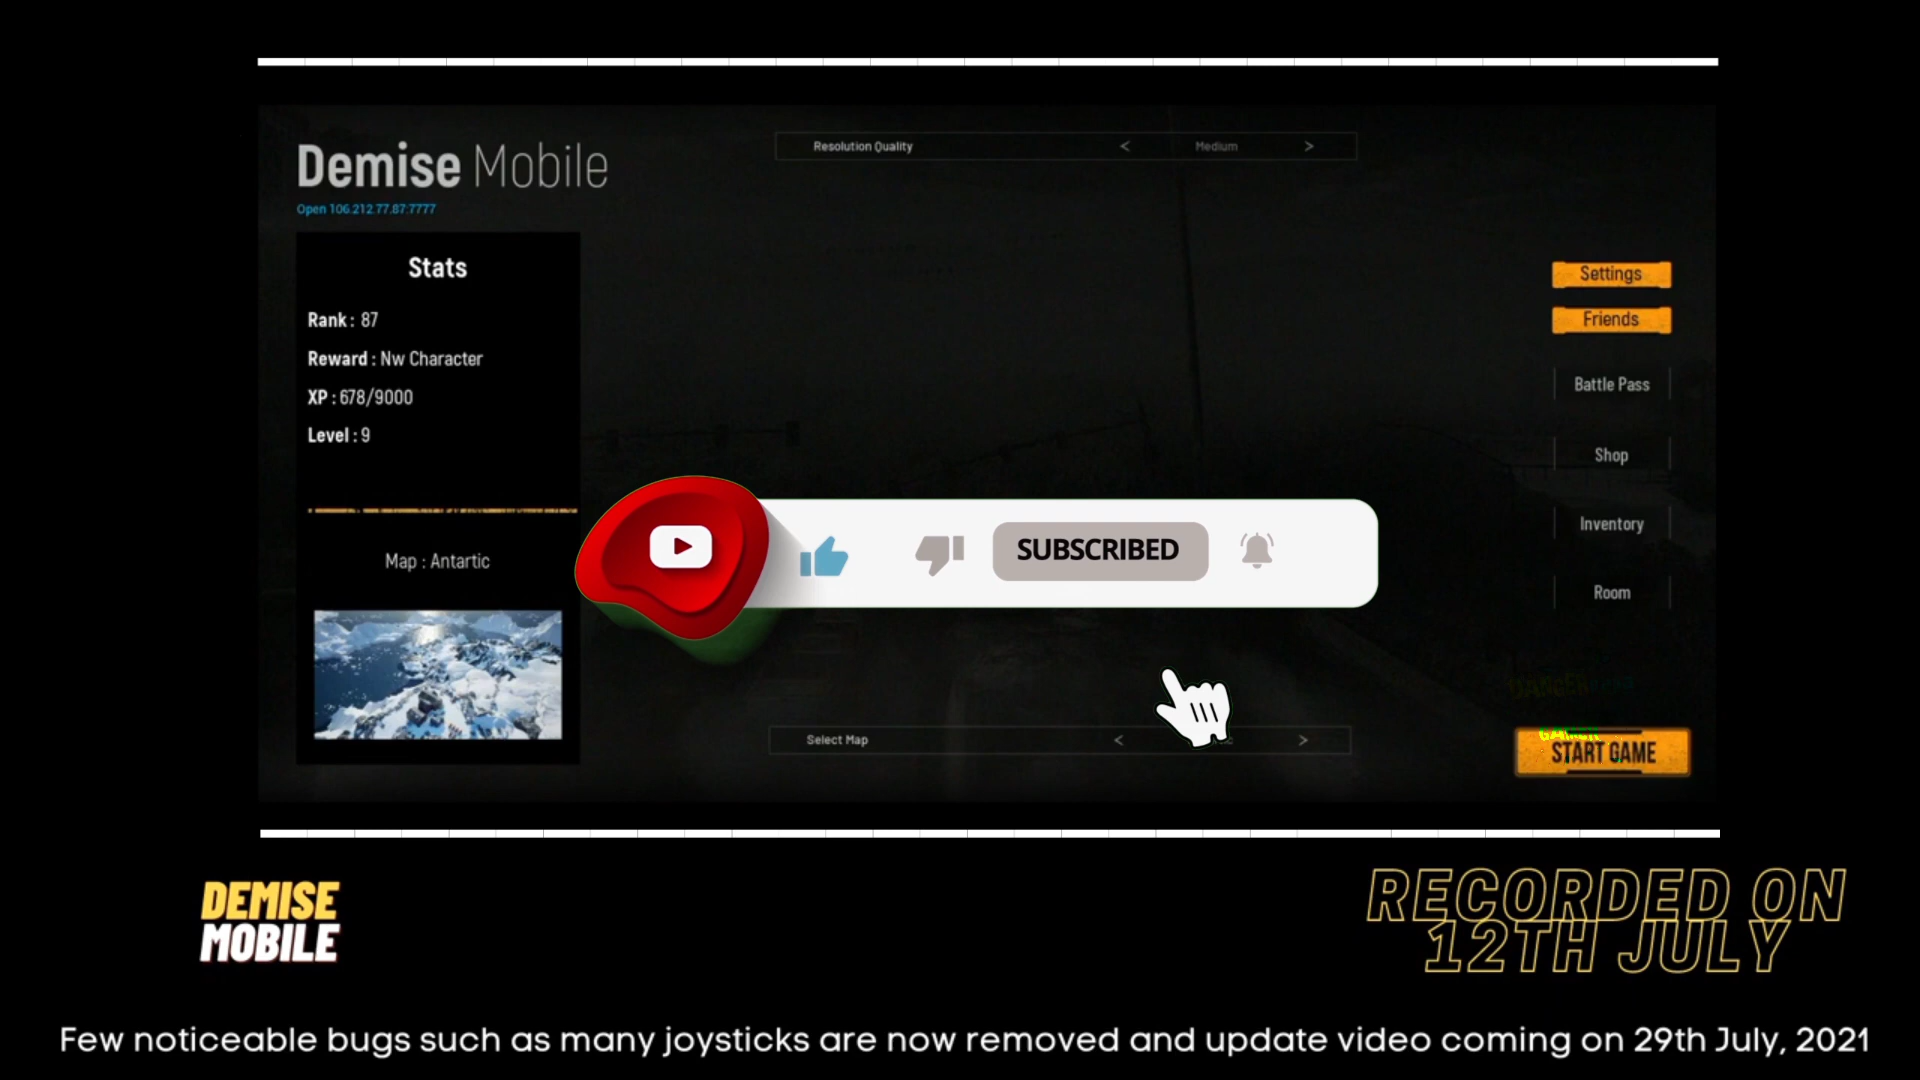 Demise Mobile
Open 106.212.77.87:7777
Resolution Quality < Medium >
Stats
Rank : 87
Reward : Nw Character
XP : 678/9000
Level : 9
Map : Antartic
Settings
Friends
Battle Pass
Shop
Inventory
Room
SUBSCRIBED
Select Map < >
DANGER
GAMER
START GAME
DEMISE
MOBILE
RECORDED ON
12TH JULY
Few noticeable bugs such as many joysticks are now removed and update video coming on 29th July, 2021